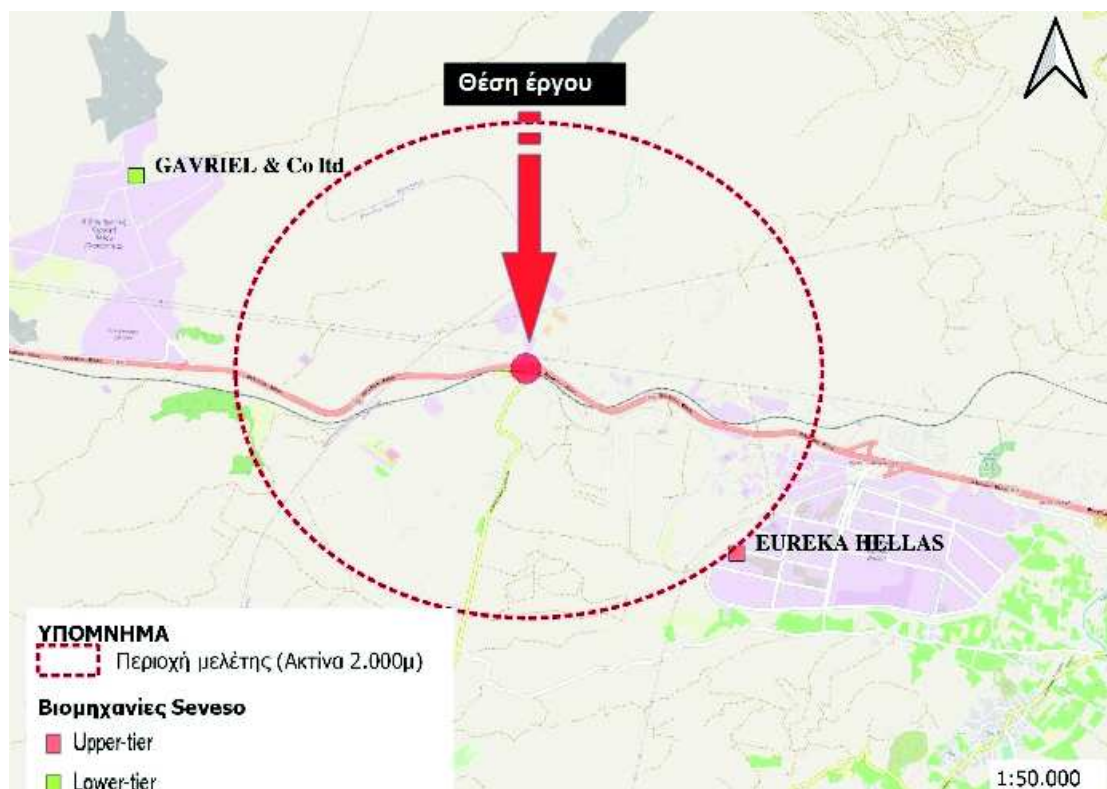 Θέση έργου
GAVRIEL & Co ltd
EUREKA HELLAS
ΥΠΟΜΝΗΜΑ
Περιοχή μελέτης (Ακτίνα 2.000μ)
Βιομηχανίες Seveso
Upper-tier
Lower-tier
1:50.000